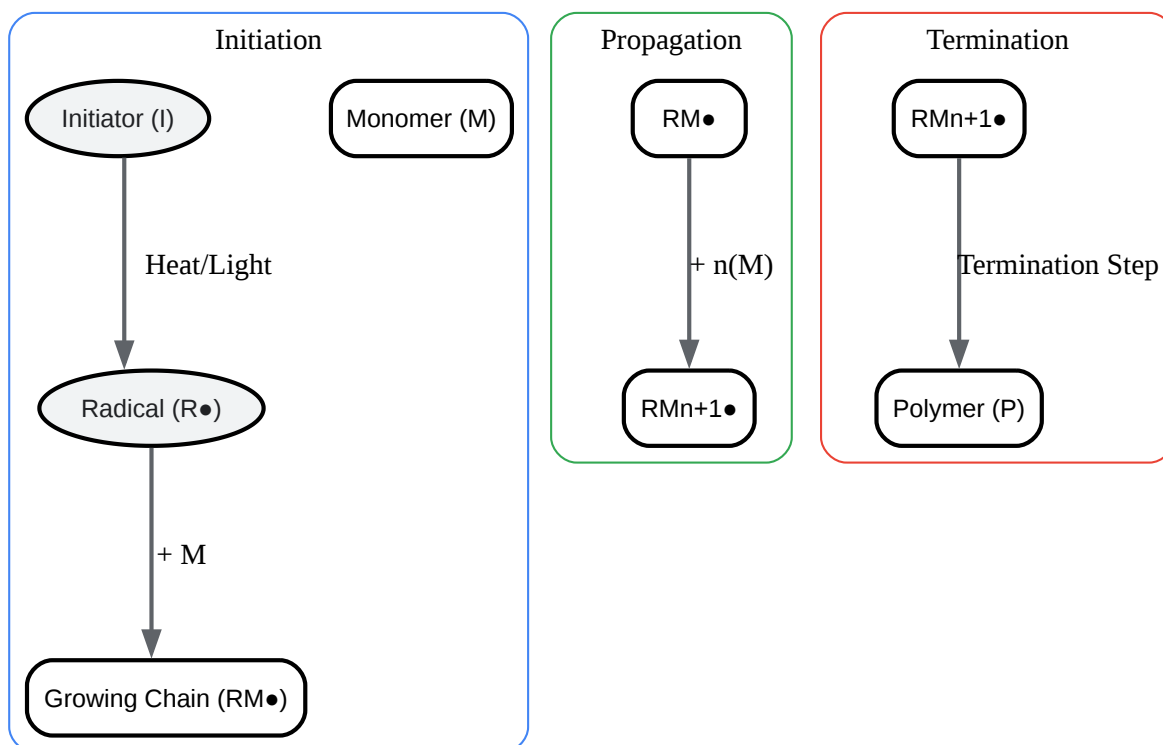 Initiation
Initiator (I)
Monomer (M)
Heat/Light
Radical (R●)
+ M
Growing Chain (RM●)
Propagation
RM●
+ n(M)
RMn+1●
Termination
RMn+1●
Termination Step
Polymer (P)